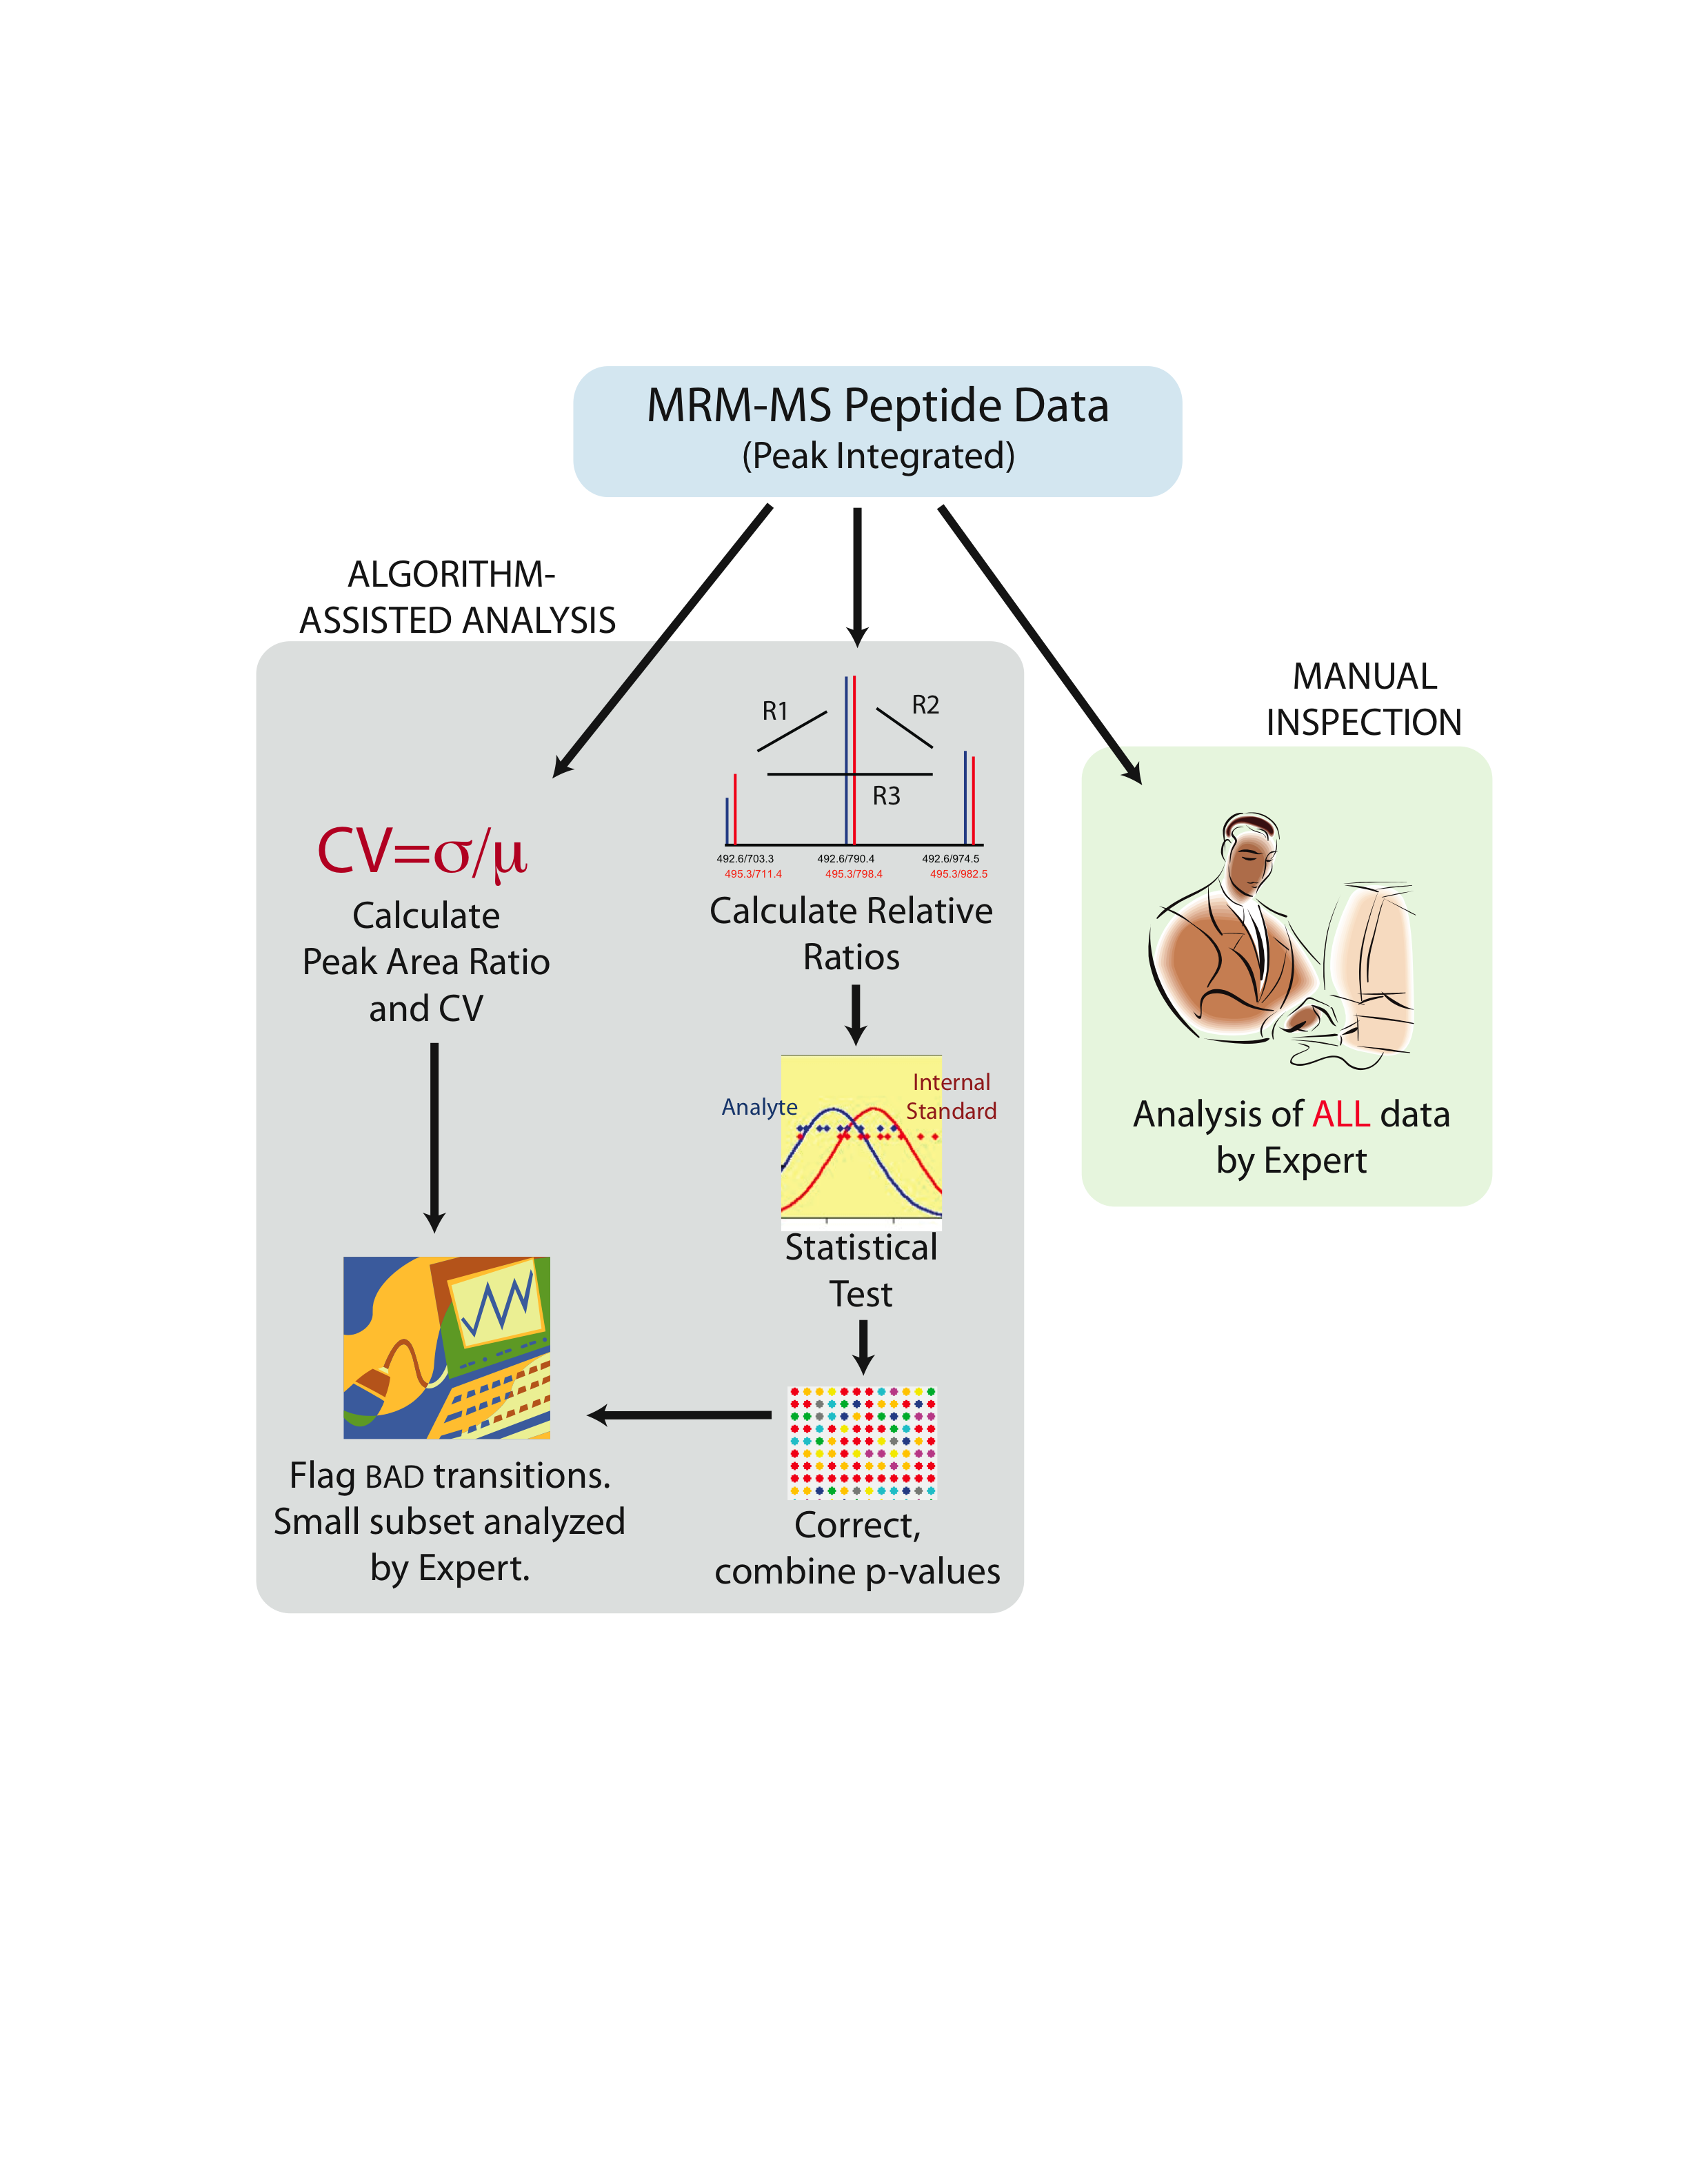 MRM-MS Peptide Data
(Peak Integrated)
ALGORITHM-
ASSISTED ANALYSIS
MANUAL
INSPECTION
R1
R2
R3
492.6/703.3
492.6/790.4
492.6/974.5
495.3/711.4
495.3/798.4
495.3/982.5
CV=σ/μ
Calculate
Peak Area Ratio
and CV
Calculate Relative
Ratios
Analyte
Internal
Standard
Statistical
Test
Analysis of ALL data
by Expert
Flag BAD transitions.
Small subset analyzed
by Expert.
Correct,
combine p-values